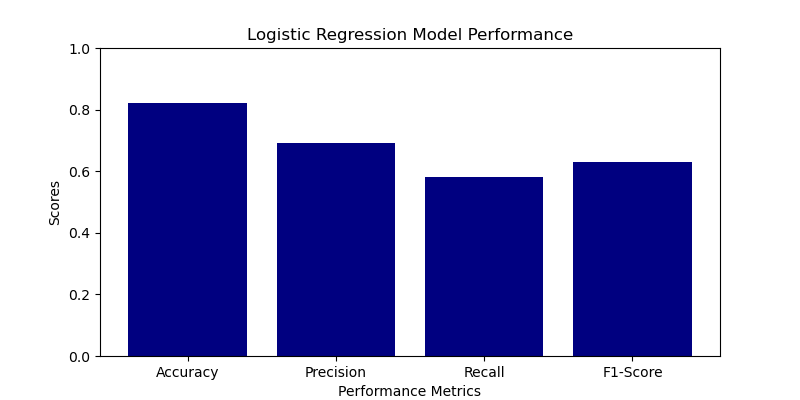 Logistic Regression Model Performance
1.0
0.8
0.6
0.4
0.2
0.0
Scores
Accuracy Precision Recall F1-Score
Performance Metrics